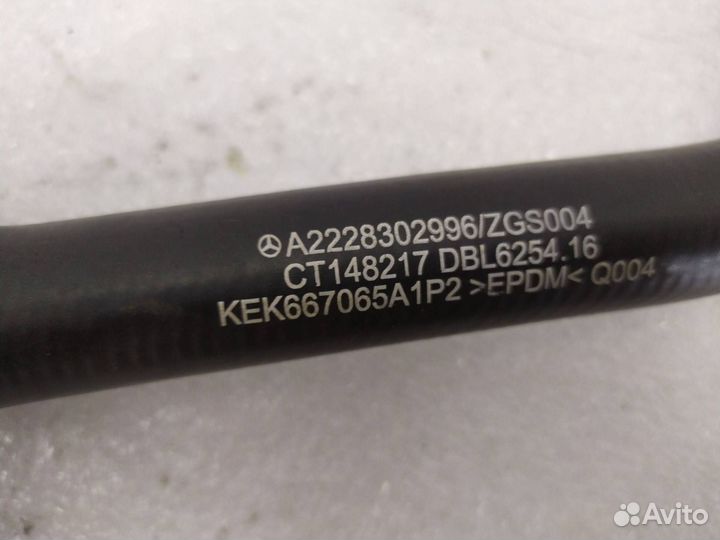 A2228302996/ZGS004
CT148217 DBL6254.16
KEK667065A1P2 >EPDM< Q004
Avito